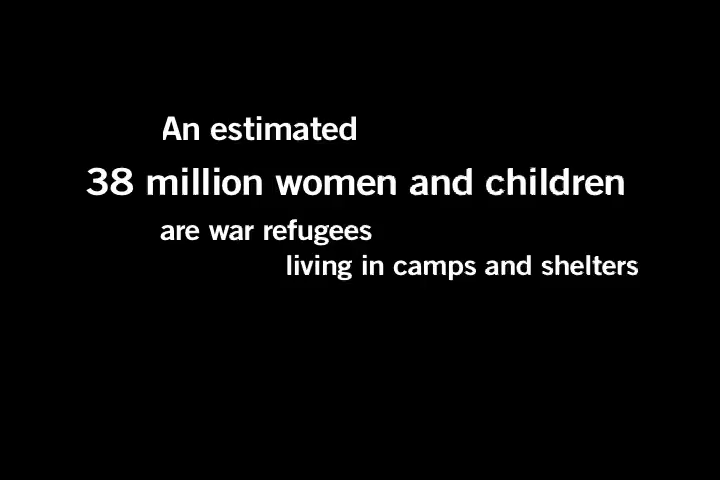 An estimated
38 million women and children
are war refugees
living in camps and shelters